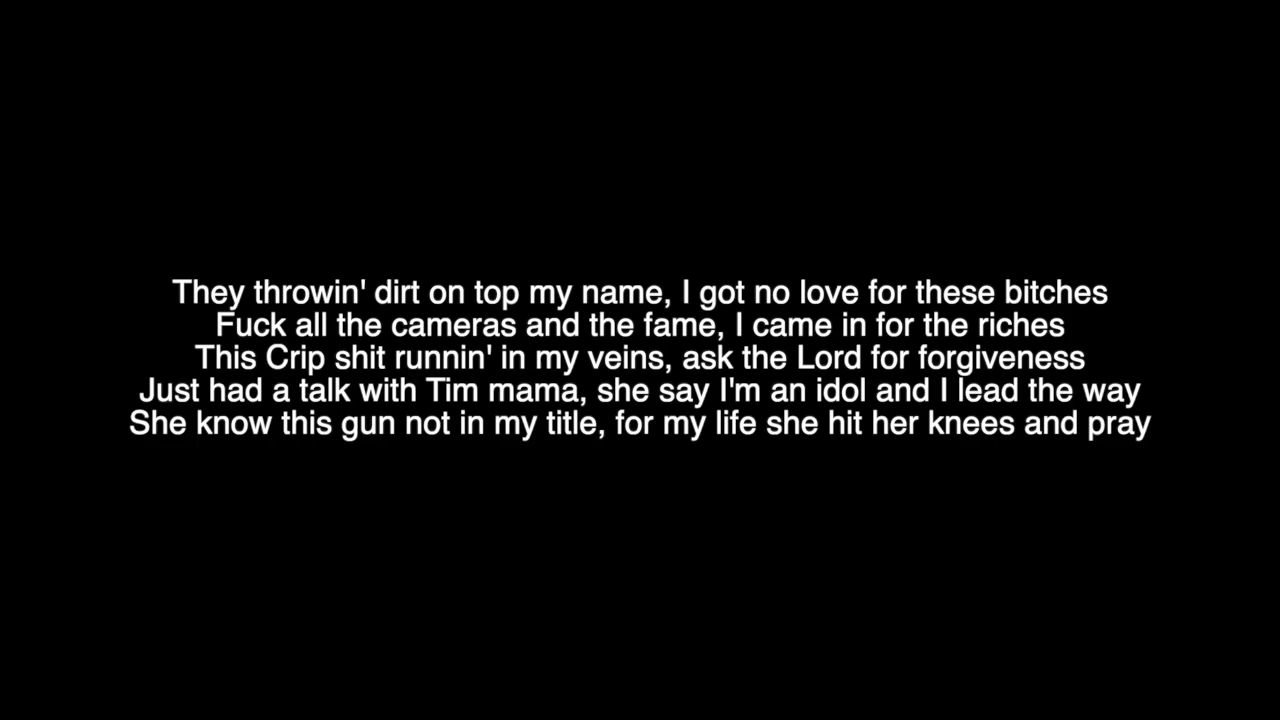 They throwin' dirt on top my name, I got no love for these bitches
Fuck all the cameras and the fame, I came in for the riches
This Crip shit runnin' in my veins, ask the Lord for forgiveness
Just had a talk with Tim mama, she say I'm an idol and I lead the way
She know this gun not in my title, for my life she hit her knees and pray